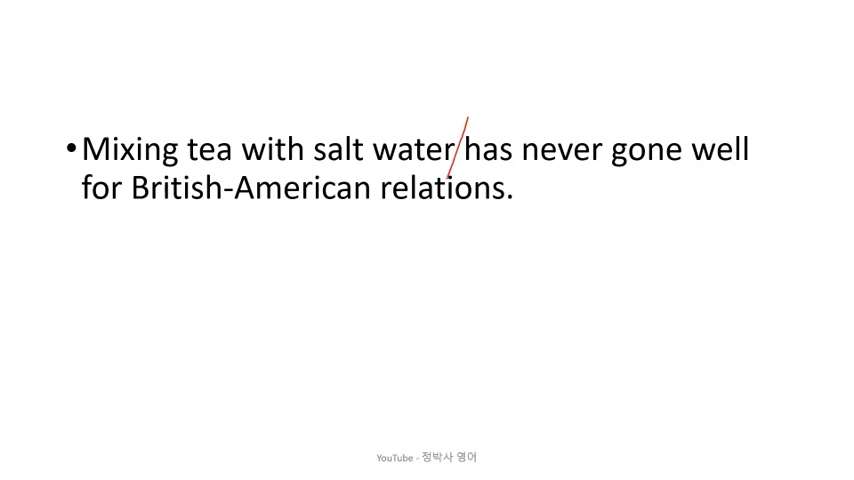 •Mixing tea with salt water has never gone well
for British-American relations.
YouTube - 정박사 영어